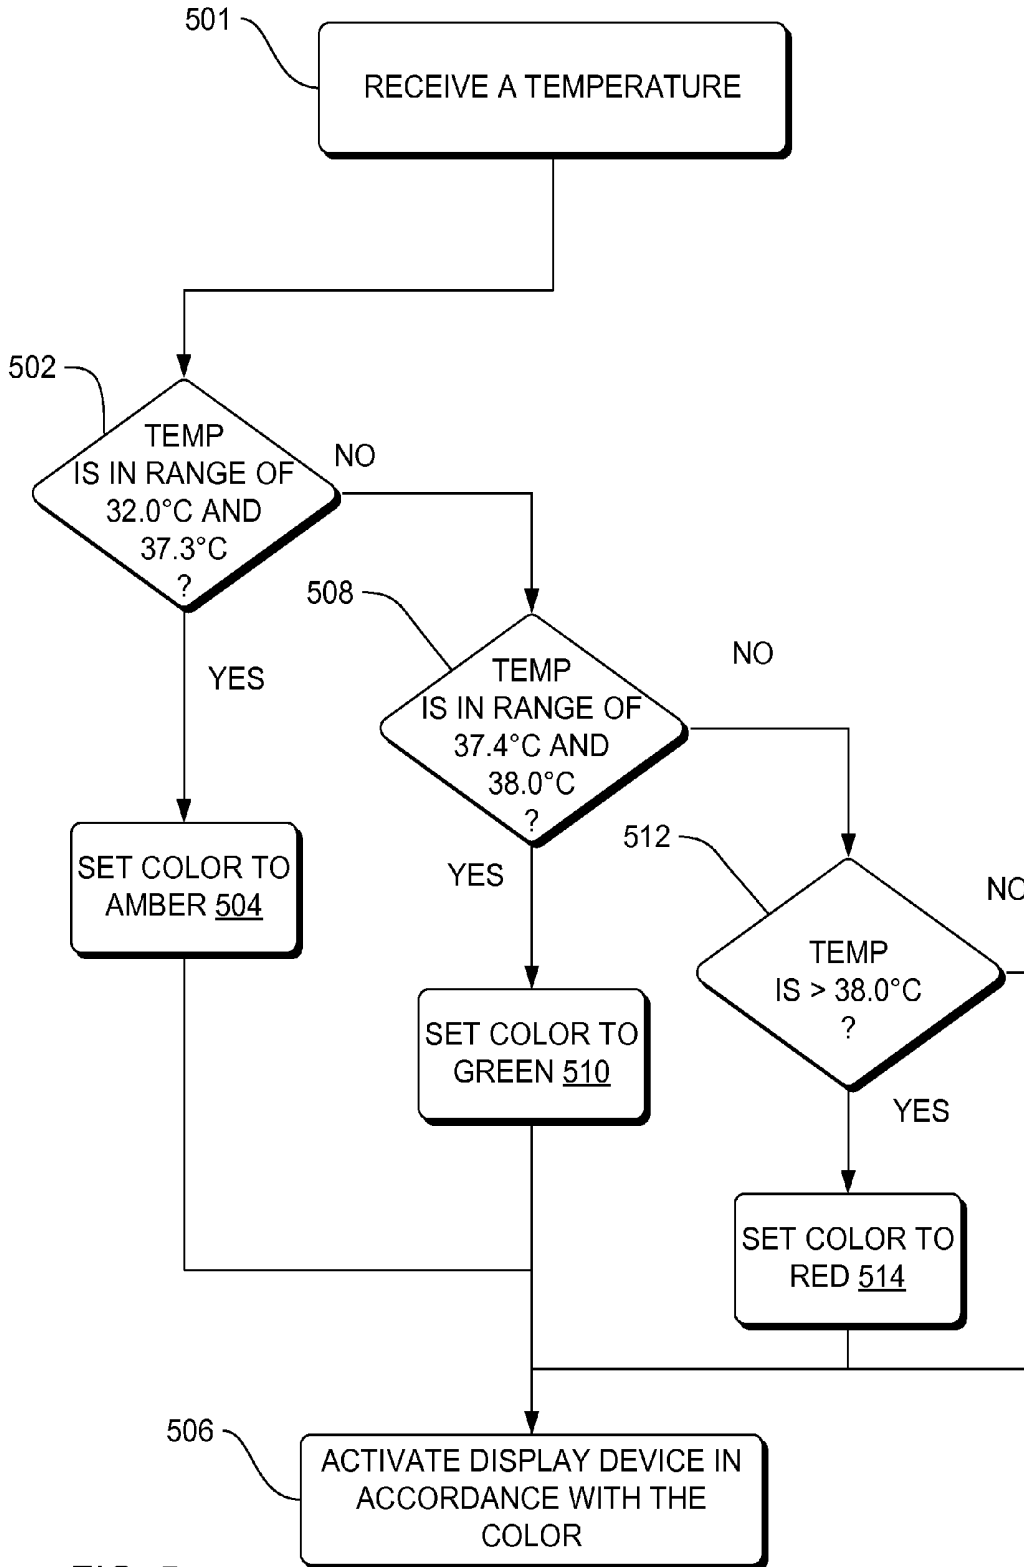 501
RECEIVE A TEMPERATURE
502
TEMP
IS IN RANGE OF
32.0°C AND
37.3°C
?
NO
YES
508
TEMP
IS IN RANGE OF
37.4°C AND
38.0°C
?
NO
YES
512
TEMP
IS > 38.0°C
?
NO
YES
SET COLOR TO
AMBER 504
SET COLOR TO
GREEN 510
SET COLOR TO
RED 514
506
ACTIVATE DISPLAY DEVICE IN
ACCORDANCE WITH THE
COLOR